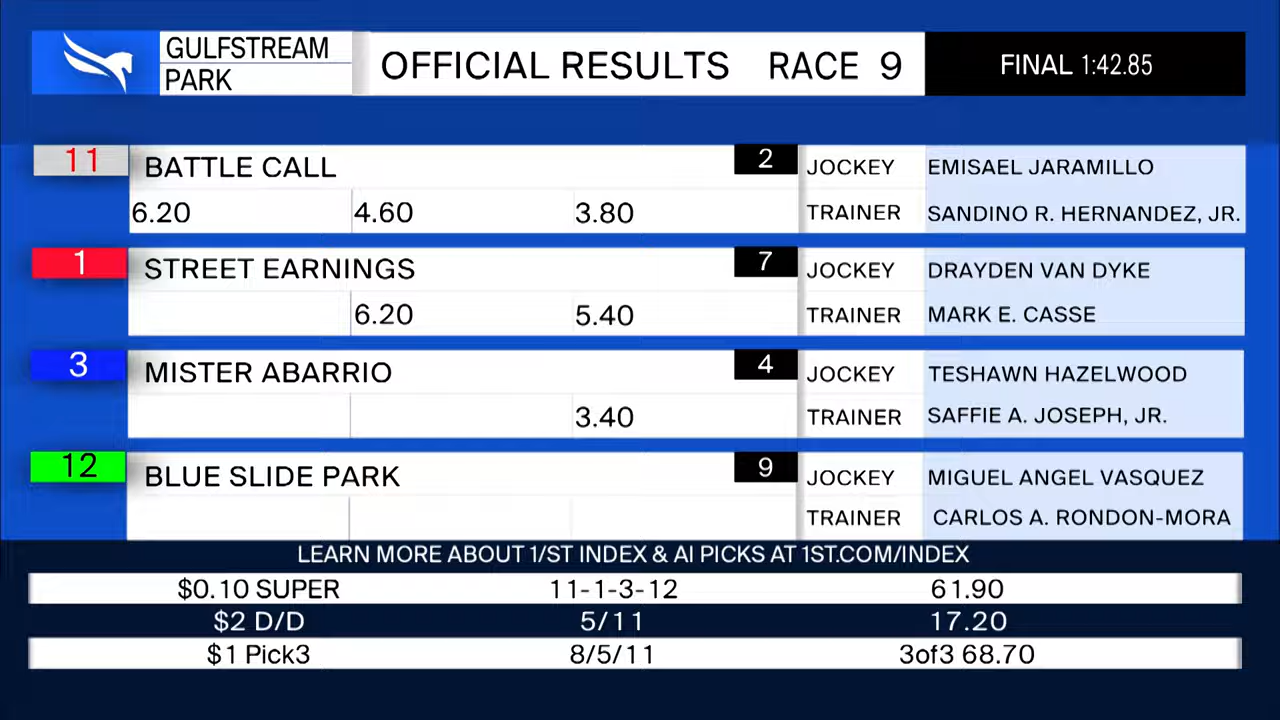 GULFSTREAM
PARK
OFFICIAL RESULTS RACE 9
FINAL 1:42.85
11 BATTLE CALL 2 JOCKEY EMISAEL JARAMILLO
6.20 4.60 3.80 TRAINER SANDINO R. HERNANDEZ, JR.
1 STREET EARNINGS 7 JOCKEY DRAYDEN VAN DYKE
6.20 5.40 TRAINER MARK E. CASSE
3 MISTER ABARRIO 4 JOCKEY TESHAWN HAZELWOOD
3.40 TRAINER SAFFIE A. JOSEPH, JR.
12 BLUE SLIDE PARK 9 JOCKEY MIGUEL ANGEL VASQUEZ
TRAINER CARLOS A. RONDON-MORA
LEARN MORE ABOUT 1/ST INDEX & AI PICKS AT 1ST.COM/INDEX
$0.10 SUPER 11-1-3-12 61.90
$2 D/D 5/11 17.20
$1 Pick3 8/5/11 3of3 68.70